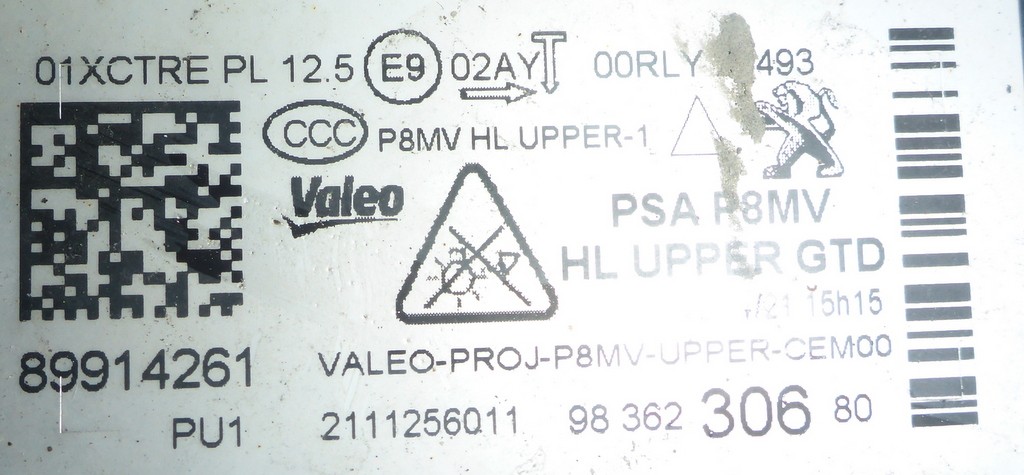 01XCTRE PL 12.5 E9 02AY 00RLY 493
CCC P8MV HL UPPER-1
Valeo
PSA P8MV
HL UPPER GTD
/21 15h15
89914261 VALEO-PROJ-P8MV-UPPER-CEM00
PU1 2111256011 98 362 306 80